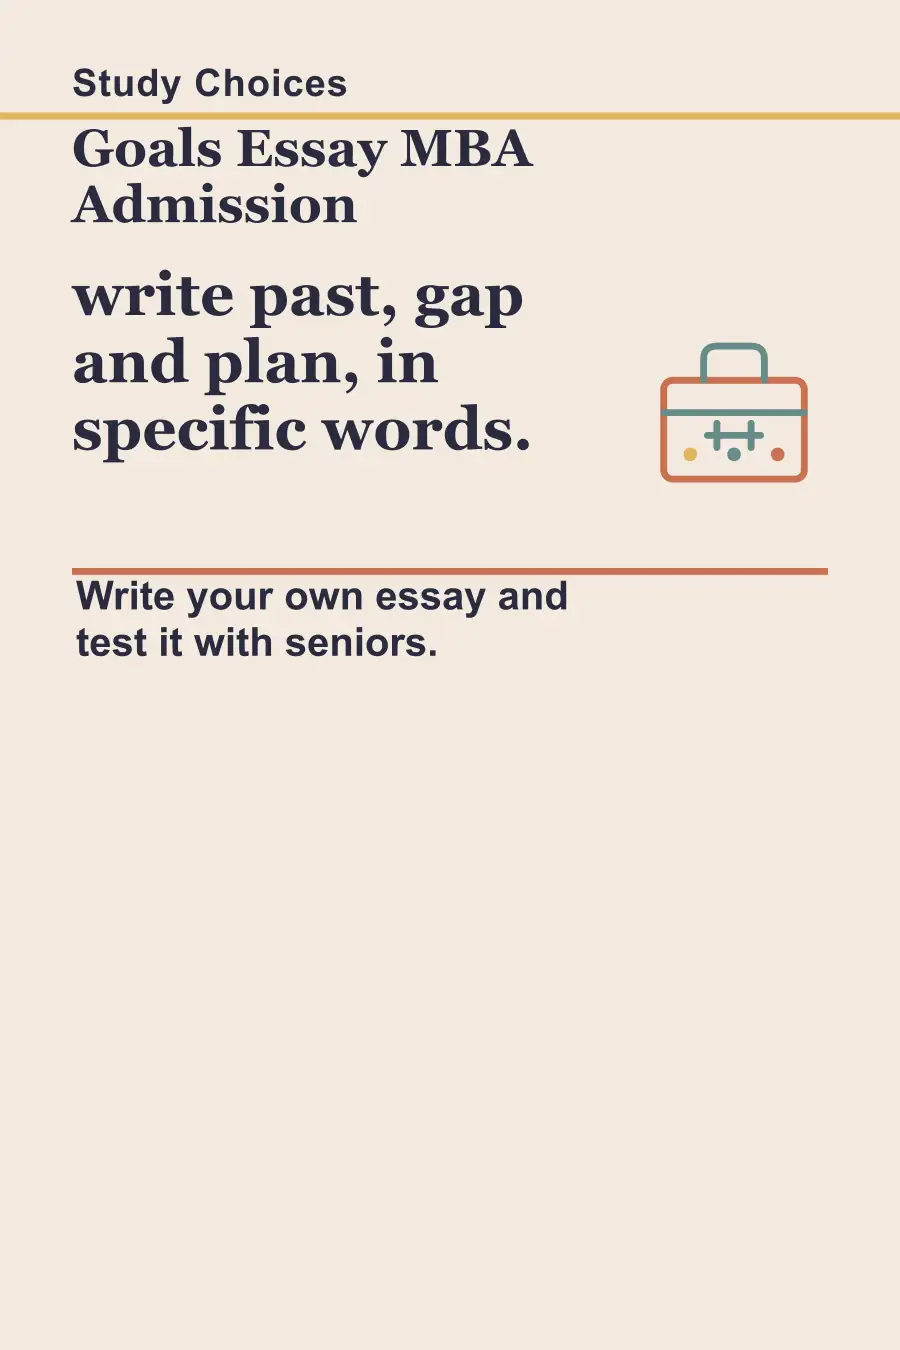 Study Choices
Goals Essay MBA
Admission
write past, gap
and plan, in
specific words.
Write your own essay and
test it with seniors.